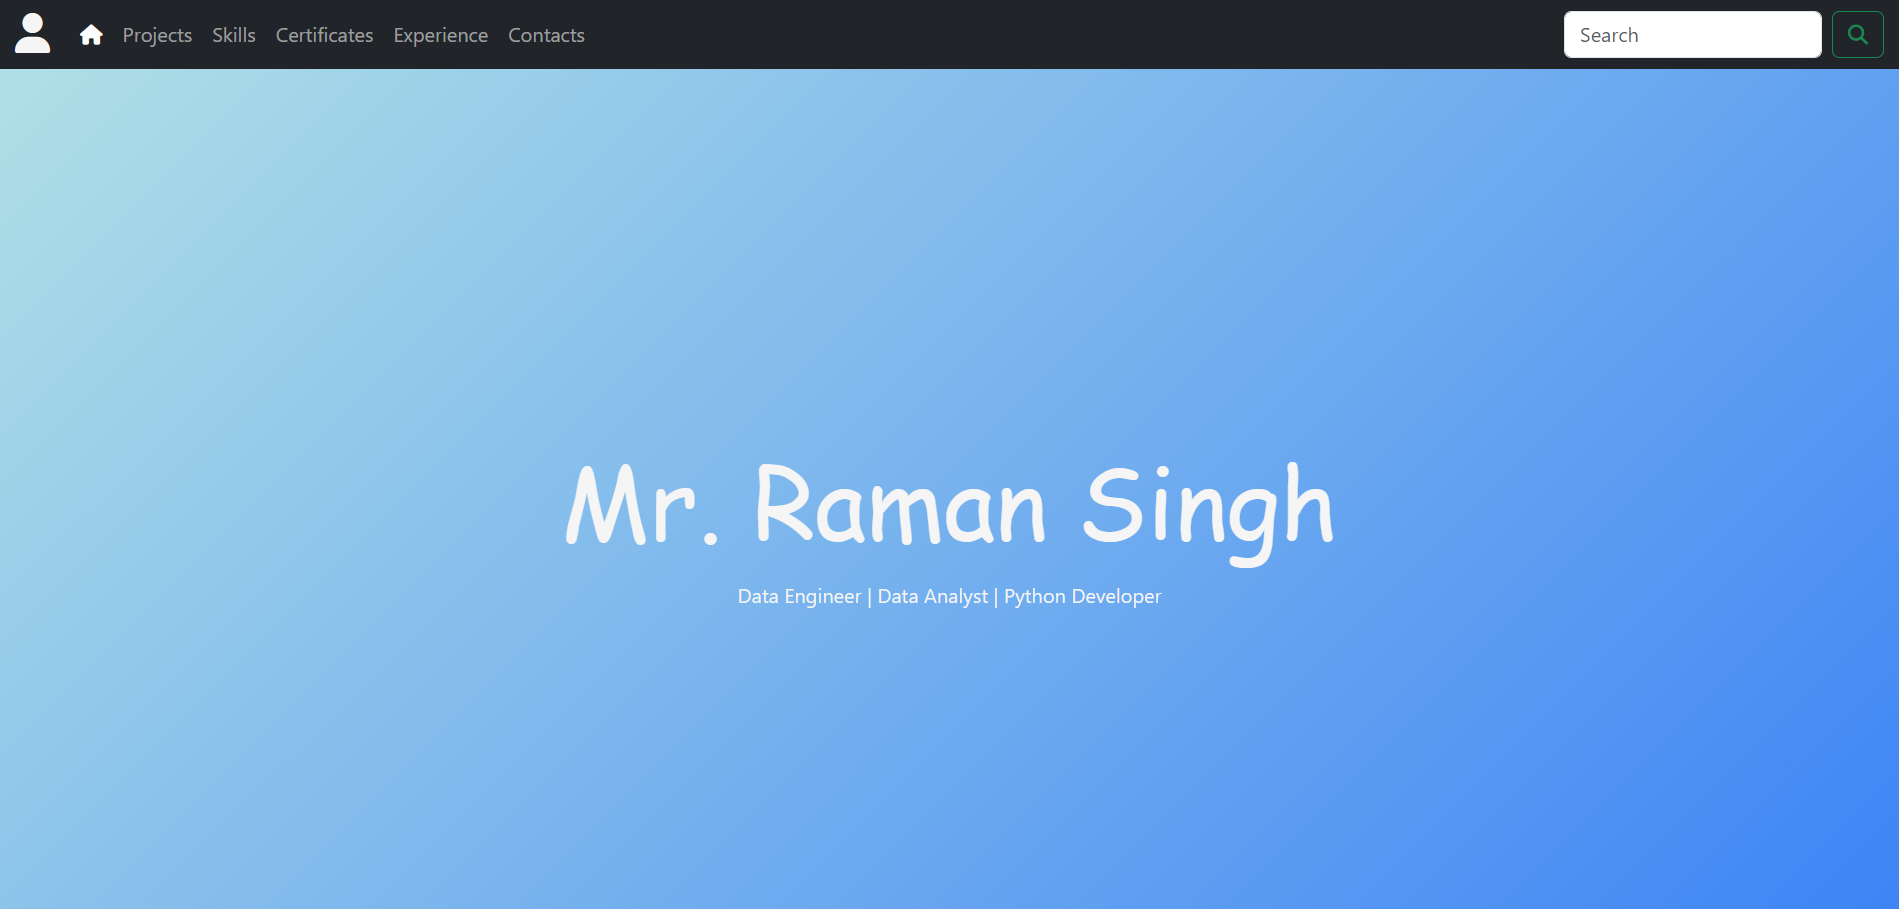 Projects Skills Certificates Experience Contacts Search
Mr. Raman Singh
Data Engineer | Data Analyst | Python Developer